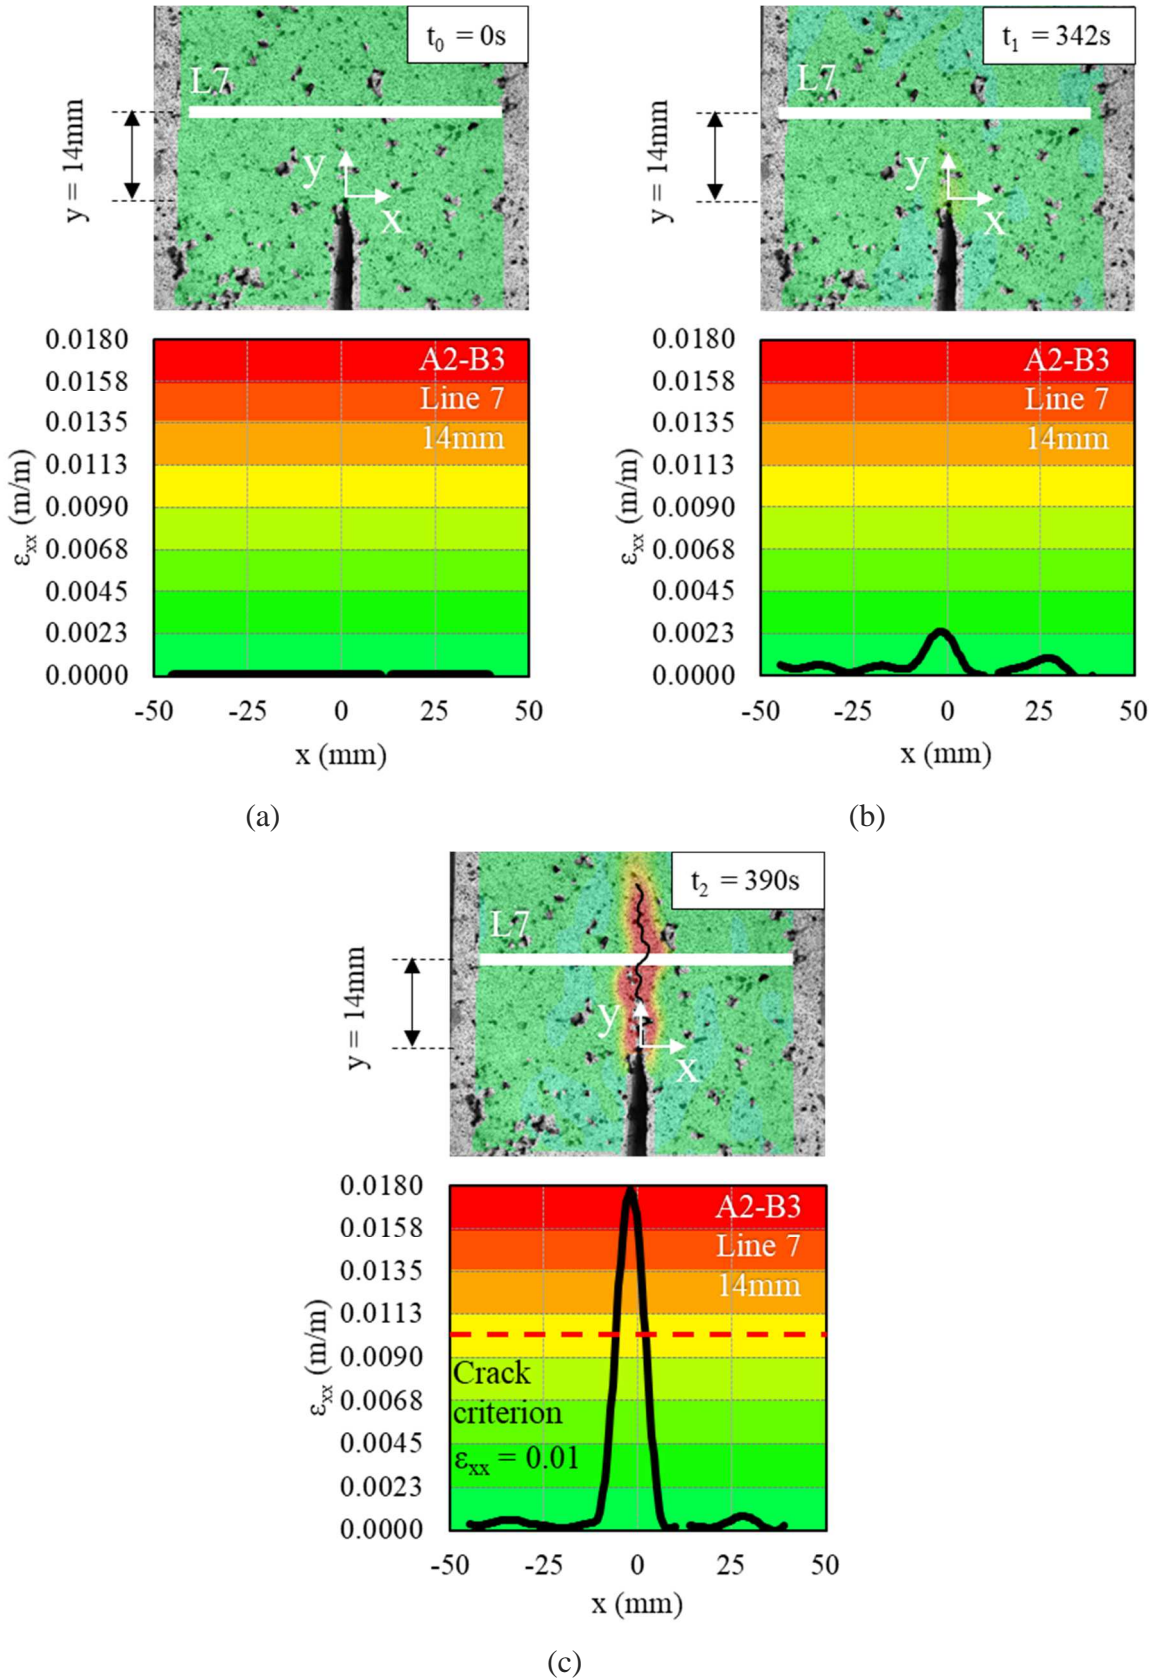 t₀ = 0s
L7
y = 14mm
y
x
0.0180
0.0158
0.0135
0.0113
0.0090
0.0068
0.0045
0.0023
0.0000
εxx (m/m)
A2-B3
Line 7
14mm
-50 -25 0 25 50
x (mm)
(a)
t₁ = 342s
L7
y = 14mm
y
x
0.0180
0.0158
0.0135
0.0113
0.0090
0.0068
0.0045
0.0023
0.0000
εxx (m/m)
A2-B3
Line 7
14mm
-50 -25 0 25 50
x (mm)
(b)
t₂ = 390s
L7
y = 14mm
y
x
0.0180
0.0158
0.0135
0.0113
0.0090
0.0068
0.0045
0.0023
0.0000
εxx (m/m)
A2-B3
Line 7
14mm
Crack
criterion
εxx = 0.01
-50 -25 0 25 50
x (mm)
(c)